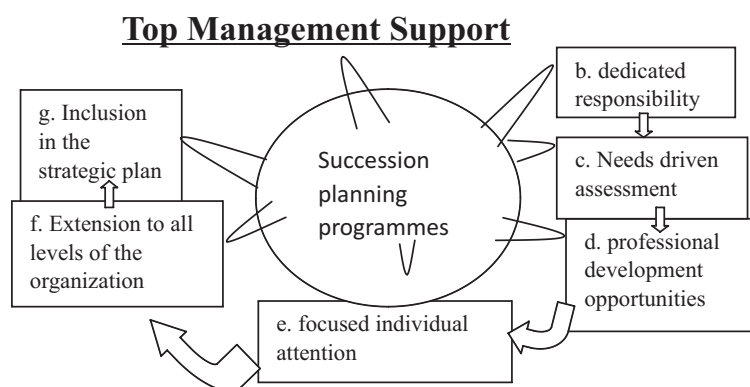 Top Management Support
b. dedicated
responsibility
c. Needs driven
assessment
d. professional
development
opportunities
e. focused individual
attention
f. Extension to all
levels of the
organization
g. Inclusion
in the
strategic plan
Succession
planning
programmes